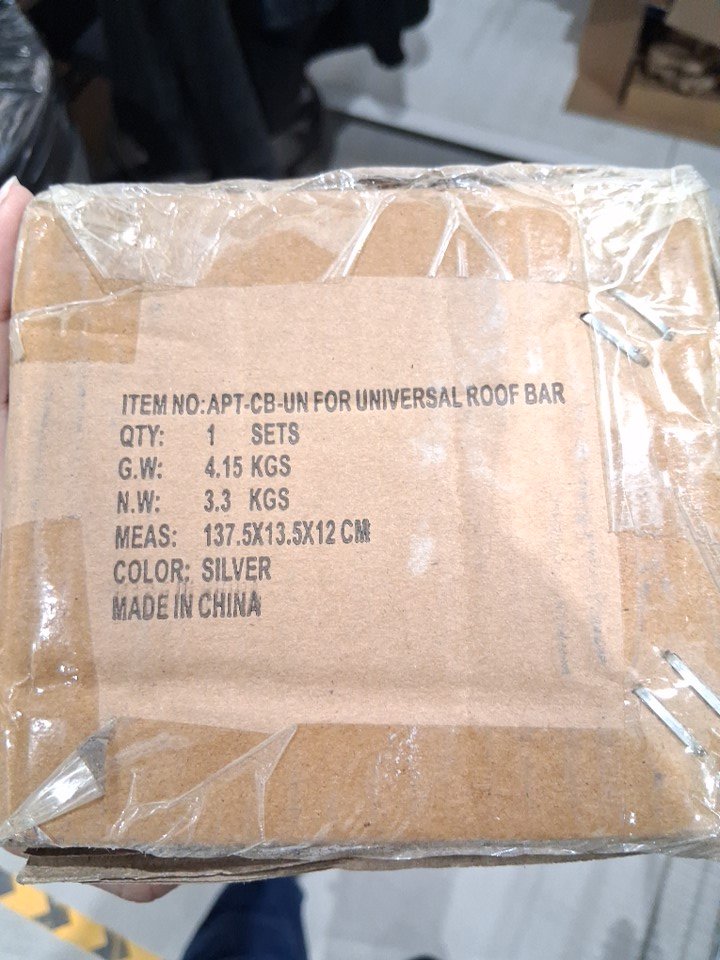 ITEM NO:APT-CB-UN FOR UNIVERSAL ROOF BAR
QTY: 1 SETS
G.W: 4.15 KGS
N.W: 3.3 KGS
MEAS: 137.5X13.5X12 CM
COLOR: SILVER
MADE IN CHINA